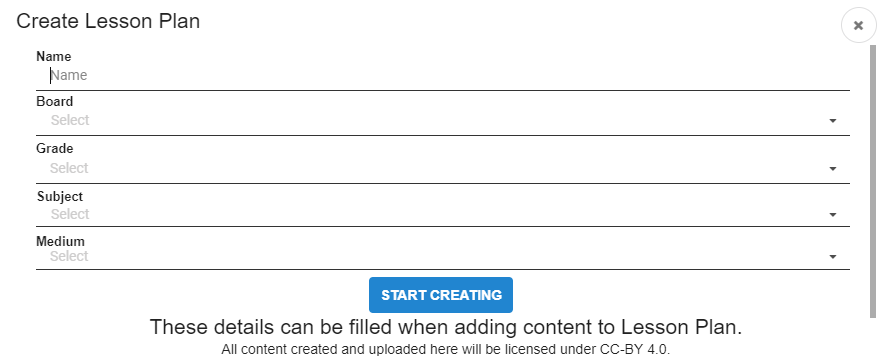 Create Lesson Plan
Name
Name
Board
Select
Grade
Select
Subject
Select
Medium
Select
START CREATING
These details can be filled when adding content to Lesson Plan.
All content created and uploaded here will be licensed under CC-BY 4.0.